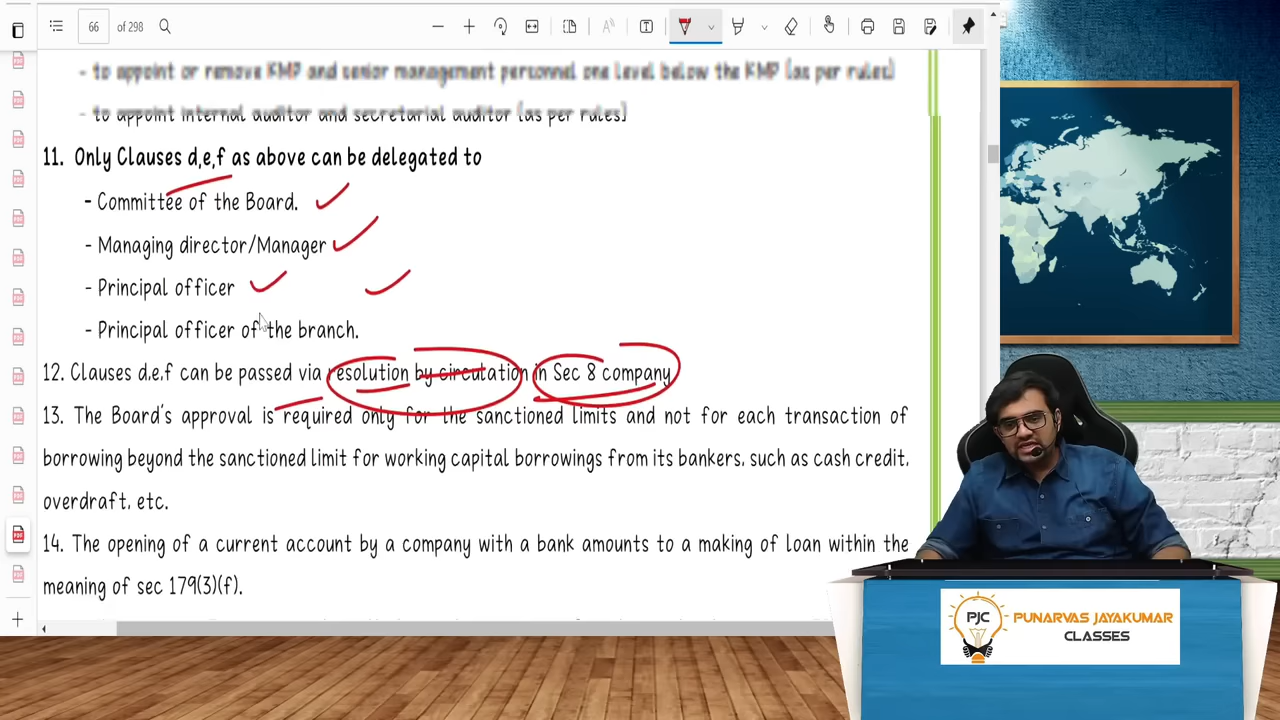 66 of 298
- to appoint or remove KMP and senior management personnel one level below the KMP (as per rules)
- to appoint internal auditor and secretarial auditor (as per rules)
11. Only Clauses d,e,f as above can be delegated to
- Committee of the Board.
- Managing director/Manager
- Principal officer
- Principal officer of the branch.
12. Clauses d,e,f can be passed via resolution by circulation in Sec 8 company
13. The Board's approval is required only for the sanctioned limits and not for each transaction of
borrowing beyond the sanctioned limit for working capital borrowings from its bankers, such as cash credit,
overdraft, etc.
14. The opening of a current account by a company with a bank amounts to a making of loan within the
meaning of sec 179(3)(f).
PJC
PUNARVAS JAYAKUMAR
CLASSES